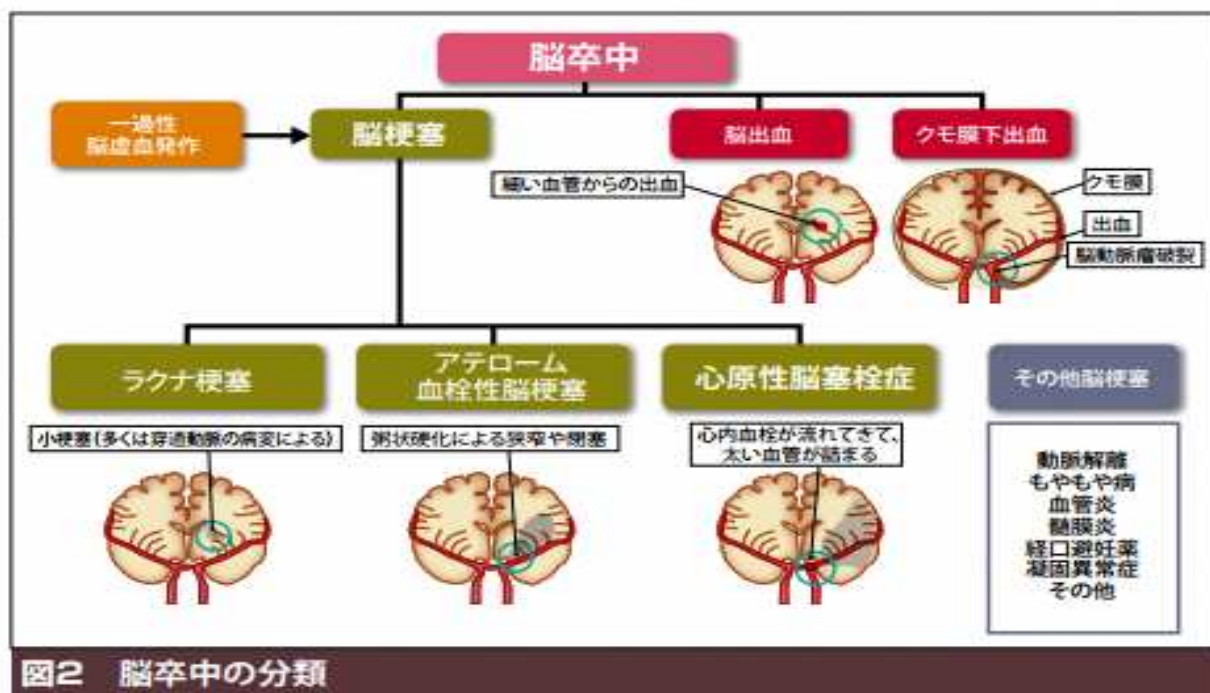 脳卒中
一過性
脳虚血発作
脳梗塞
脳出血
クモ膜下出血
細い血管からの出血
クモ膜
出血
脳動脈瘤破裂
ラクナ梗塞
アテローム
血栓性脳梗塞
心原性脳塞栓症
その他脳梗塞
小梗塞(多くは穿通動脈の病変による)
粥状硬化による狭窄や閉塞
心内血栓が流れてきて、
太い血管が詰まる
動脈解離
もやもや病
血管炎
髄膜炎
経口避妊薬
凝固異常症
その他
図2 脳卒中の分類